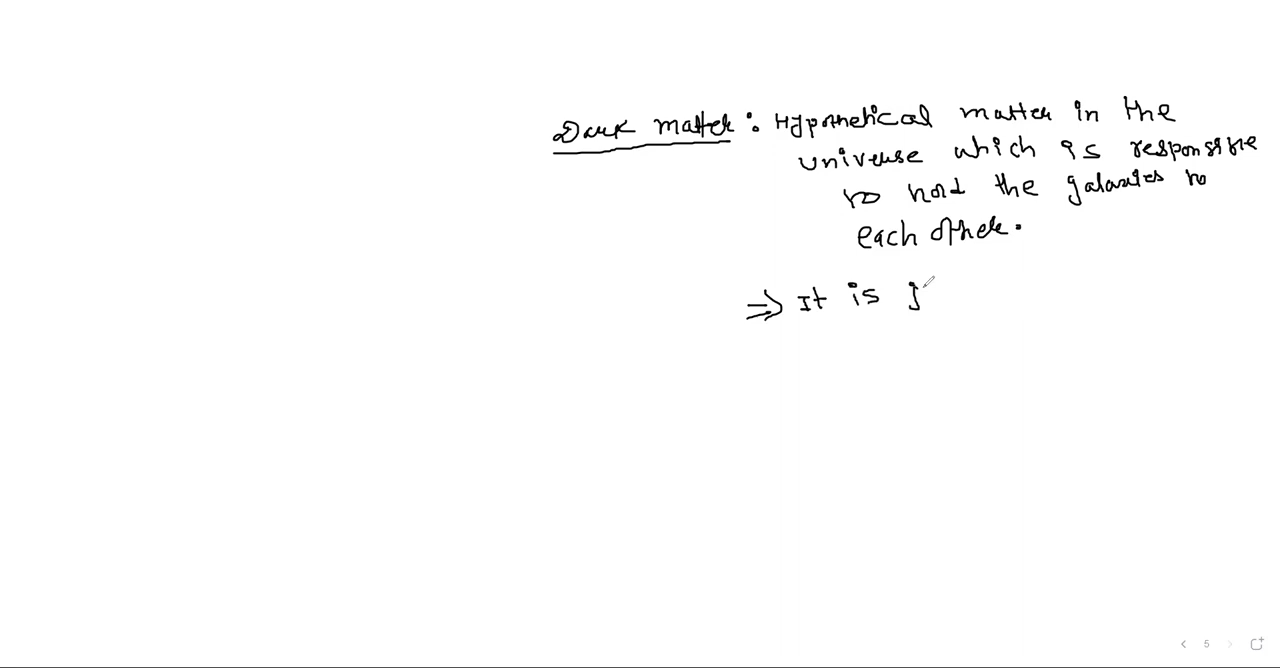 Dark matter : Hypothetical matter in the
universe which is responsible
to hold the galaxies to
each other.
⇒ It is
5